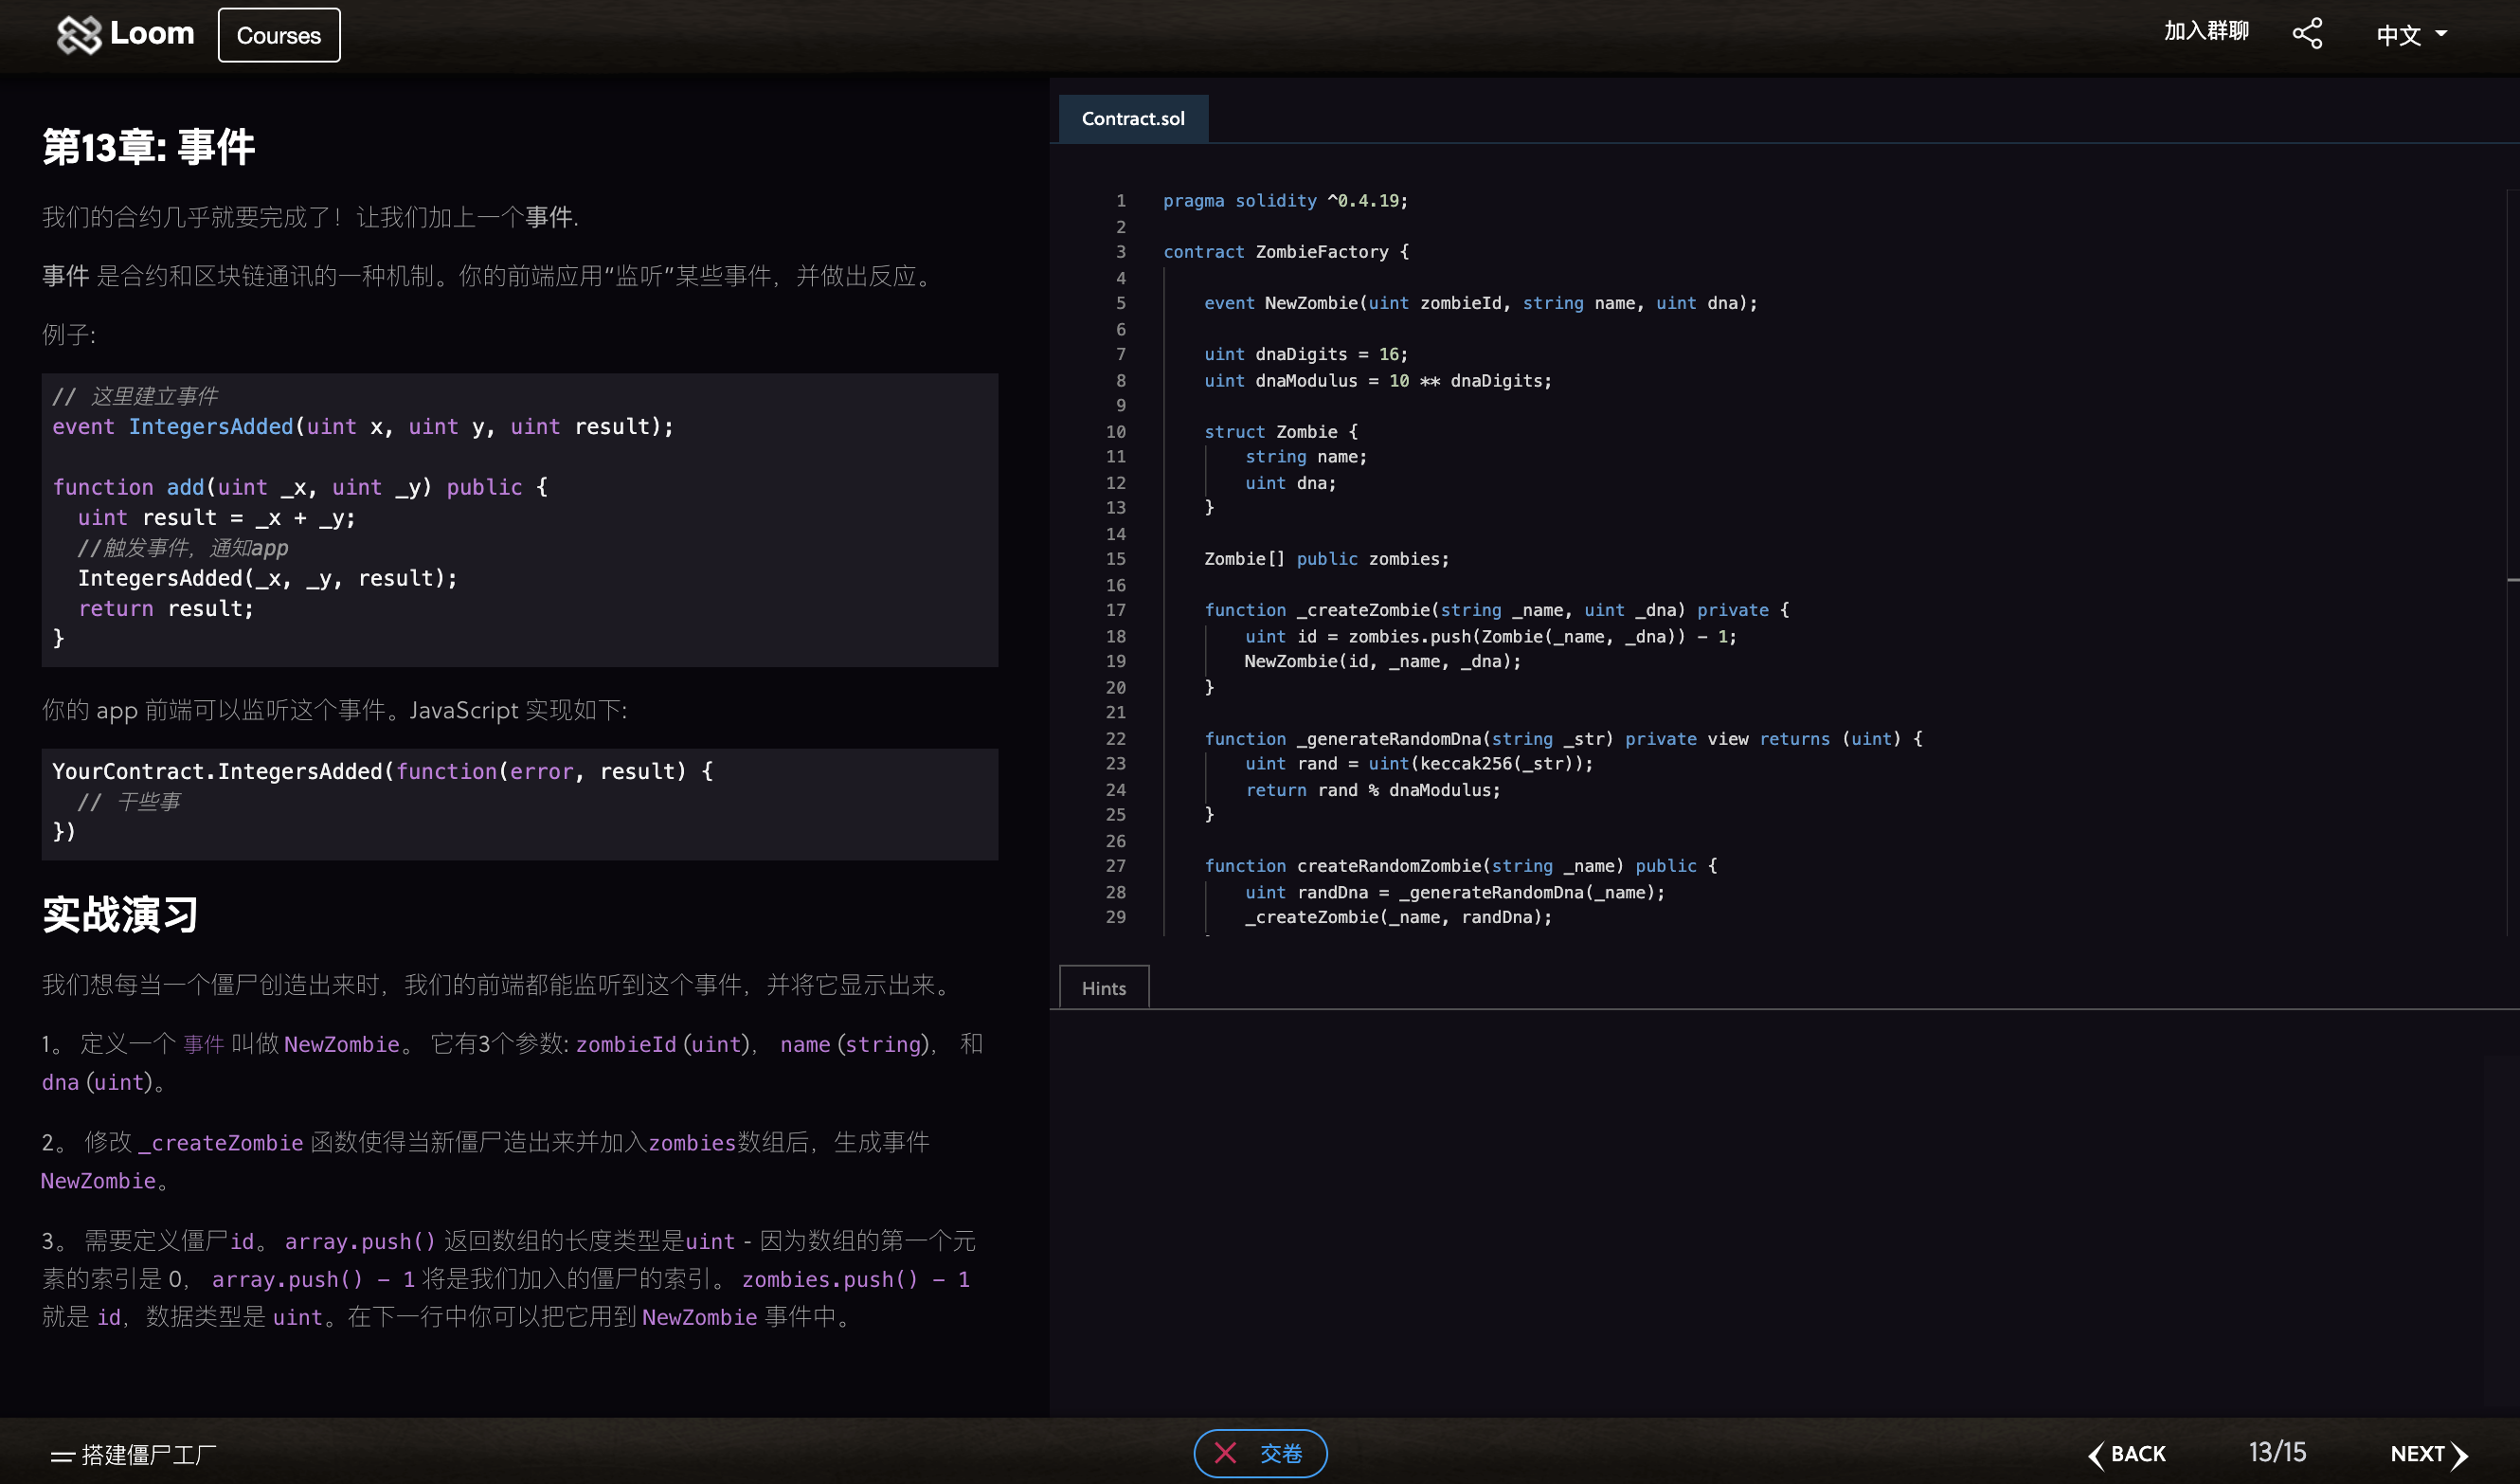 Loom
Courses
加入群聊
中文
第13章: 事件
我们的合约几乎就要完成了！让我们加上一个事件.
事件 是合约和区块链通讯的一种机制。你的前端应用“监听”某些事件，并做出反应。
例子:
// 这里建立事件
event IntegersAdded(uint x, uint y, uint result);
function add(uint _x, uint _y) public {
  uint result = _x + _y;
  //触发事件，通知app
  IntegersAdded(_x, _y, result);
  return result;
}
你的 app 前端可以监听这个事件。JavaScript 实现如下:
YourContract.IntegersAdded(function(error, result) {
  // 干些事
})
实战演习
我们想每当一个僵尸创造出来时，我们的前端都能监听到这个事件，并将它显示出来。
1。 定义一个 事件 叫做 NewZombie。 它有3个参数: zombieId (uint)， name (string)， 和
dna (uint)。
2。 修改 _createZombie 函数使得当新僵尸造出来并加入zombies数组后，生成事件
NewZombie。
3。 需要定义僵尸id。 array.push() 返回数组的长度类型是uint - 因为数组的第一个元
素的索引是 0， array.push() - 1 将是我们加入的僵尸的索引。 zombies.push() - 1
就是 id，数据类型是 uint。在下一行中你可以把它用到 NewZombie 事件中。
Contract.sol
1 pragma solidity ^0.4.19;
2
3 contract ZombieFactory {
4
5     event NewZombie(uint zombieId, string name, uint dna);
6
7     uint dnaDigits = 16;
8     uint dnaModulus = 10 ** dnaDigits;
9
10     struct Zombie {
11         string name;
12         uint dna;
13     }
14
15     Zombie[] public zombies;
16
17     function _createZombie(string _name, uint _dna) private {
18         uint id = zombies.push(Zombie(_name, _dna)) - 1;
19         NewZombie(id, _name, _dna);
20     }
21
22     function _generateRandomDna(string _str) private view returns (uint) {
23         uint rand = uint(keccak256(_str));
24         return rand % dnaModulus;
25     }
26
27     function createRandomZombie(string _name) public {
28         uint randDna = _generateRandomDna(_name);
29         _createZombie(_name, randDna);
Hints
搭建僵尸工厂
交卷
BACK
13/15
NEXT